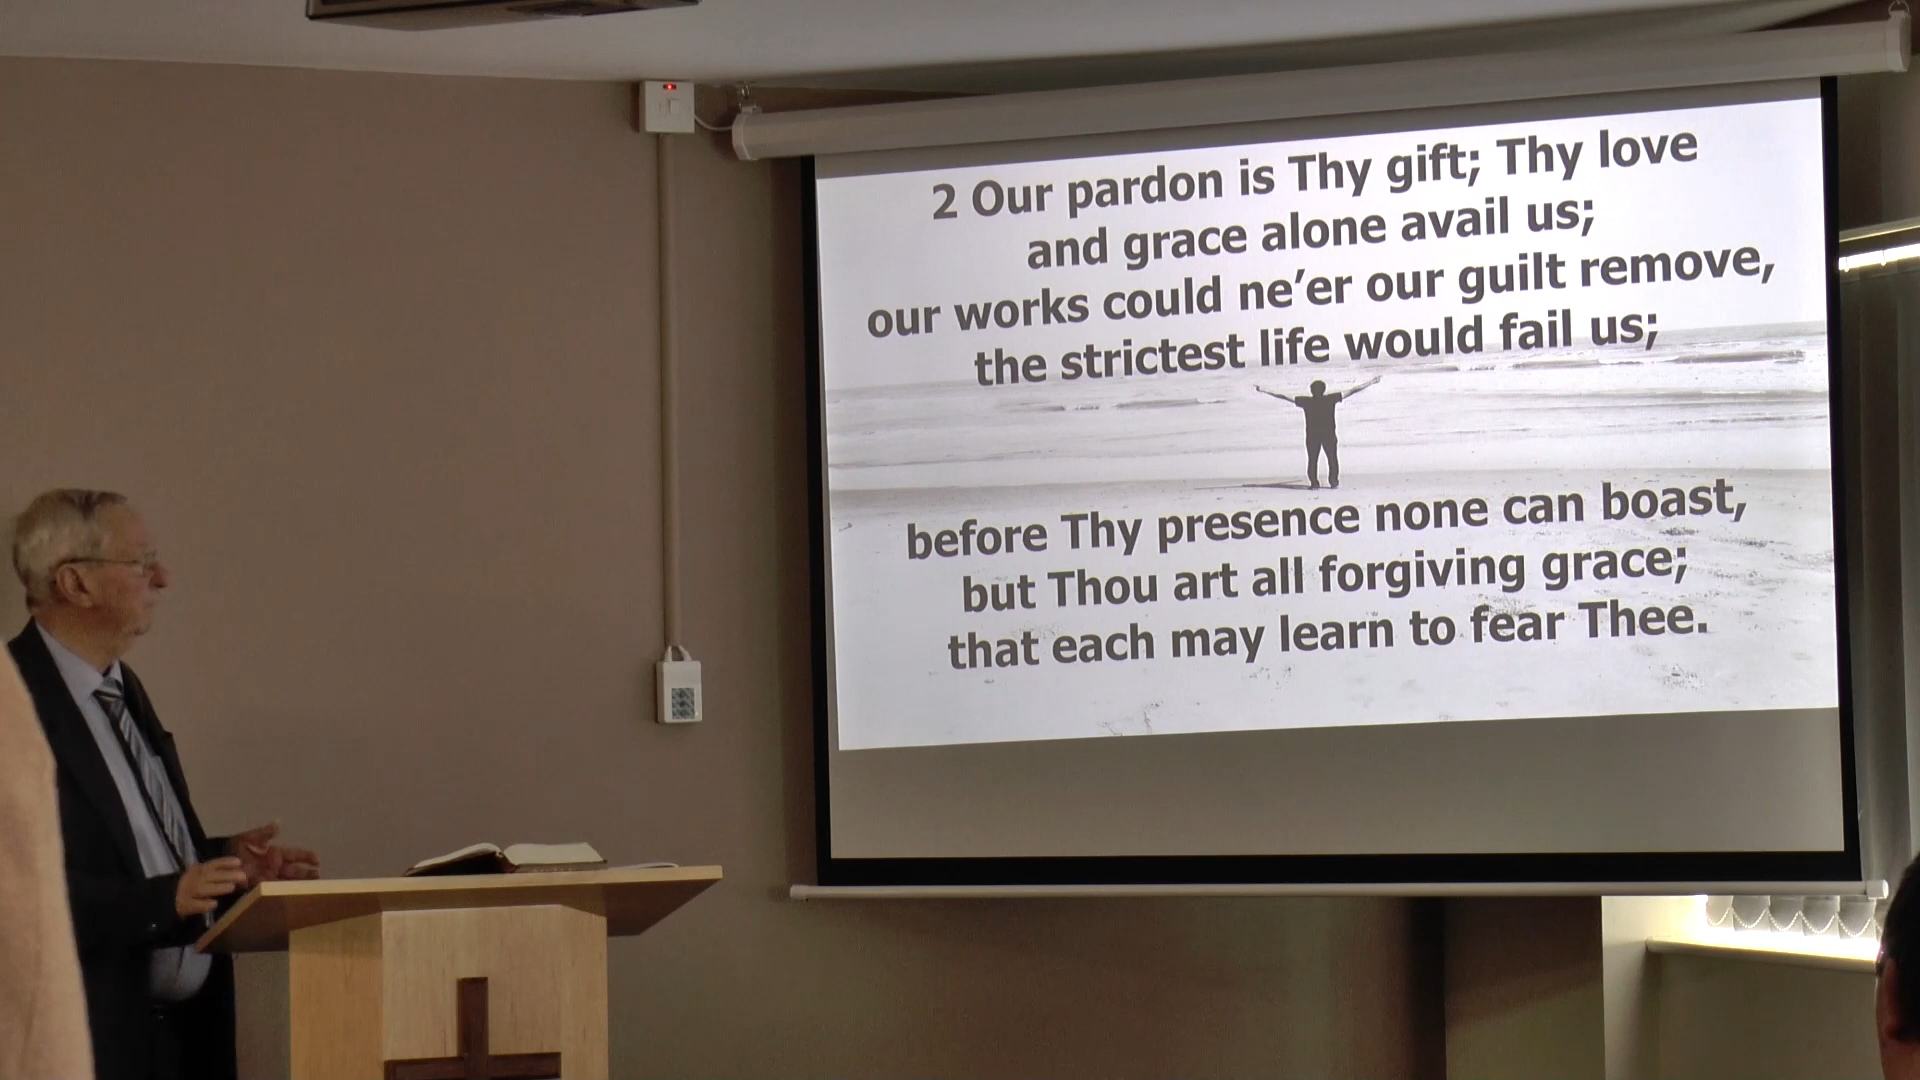 2 Our pardon is Thy gift; Thy love
and grace alone avail us;
our works could ne’er our guilt remove,
the strictest life would fail us;
before Thy presence none can boast,
but Thou art all forgiving grace;
that each may learn to fear Thee.